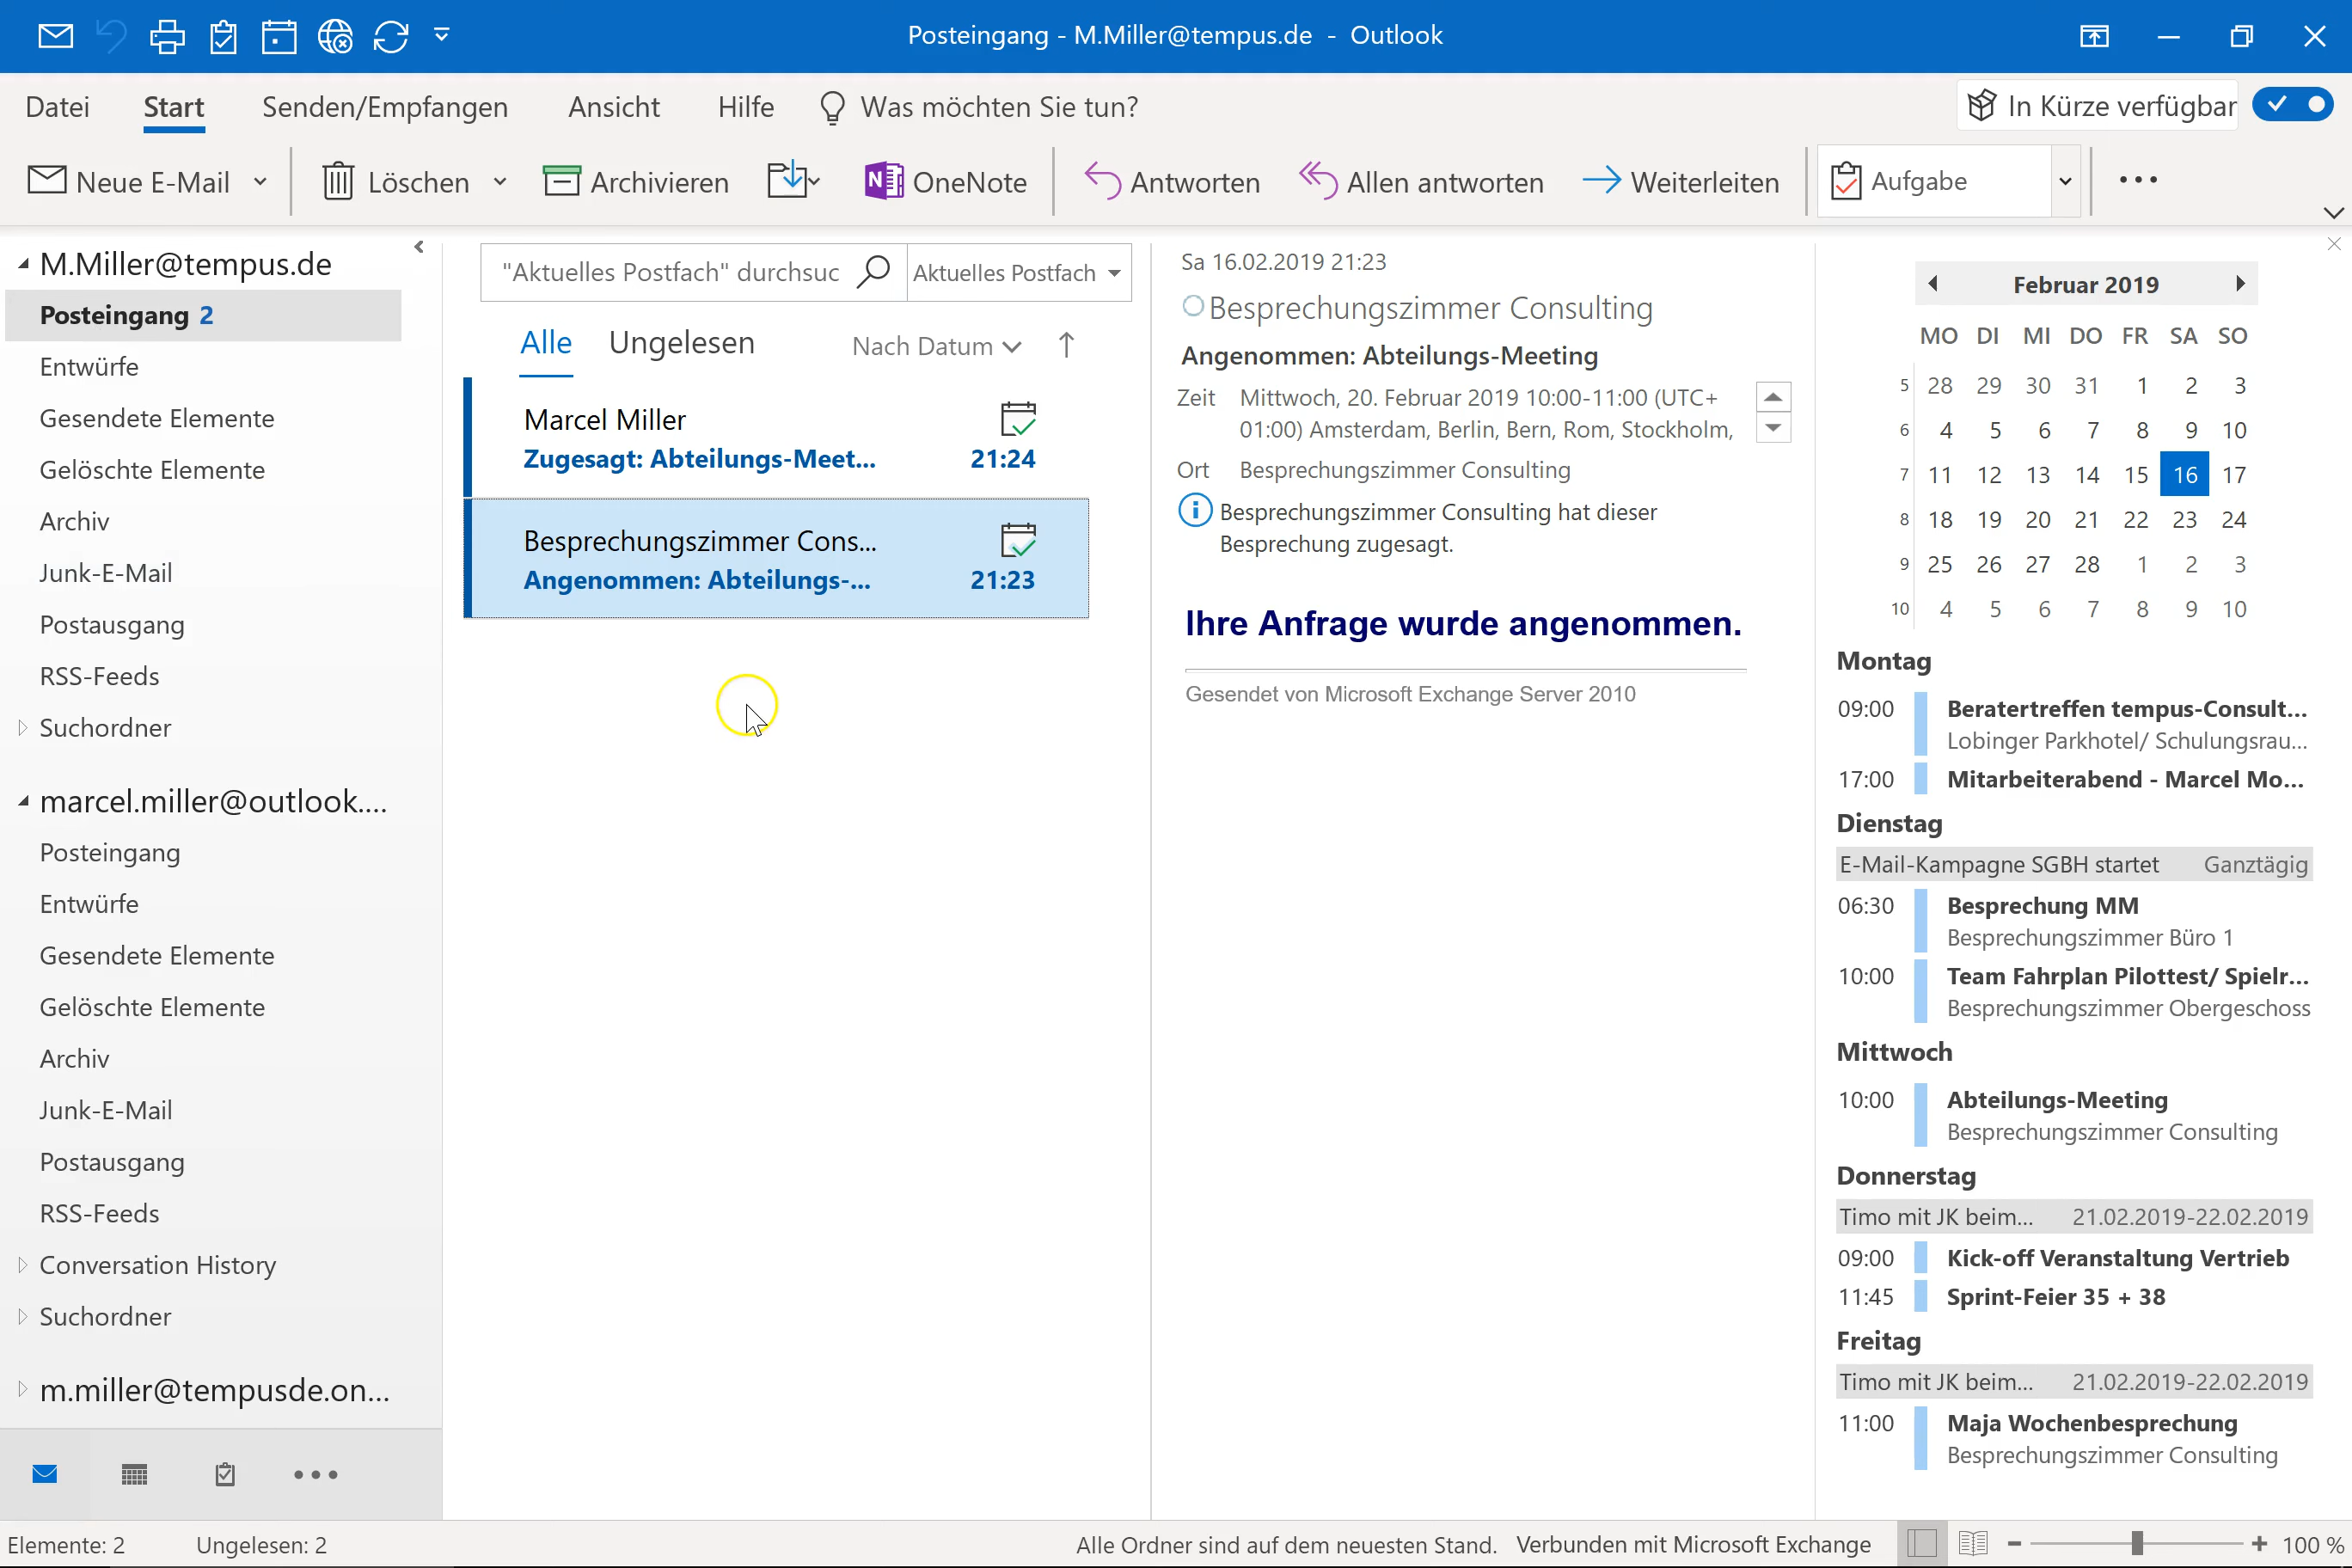 Posteingang - M.Miller@tempus.de - Outlook
Datei Start Senden/Empfangen Ansicht Hilfe Was möchten Sie tun? In Kürze verfügbar
Neue E-Mail Löschen Archivieren OneNote Antworten Allen antworten Weiterleiten Aufgabe
M.Miller@tempus.de
Posteingang 2
Entwürfe
Gesendete Elemente
Gelöschte Elemente
Archiv
Junk-E-Mail
Postausgang
RSS-Feeds
Suchordner
marcel.miller@outlook....
Posteingang
Entwürfe
Gesendete Elemente
Gelöschte Elemente
Archiv
Junk-E-Mail
Postausgang
RSS-Feeds
Conversation History
Suchordner
m.miller@tempusde.on...
"Aktuelles Postfach" durchsuc Aktuelles Postfach
Alle Ungelesen Nach Datum
Marcel Miller
Zugesagt: Abteilungs-Meet... 21:24
Besprechungszimmer Cons...
Angenommen: Abteilungs-... 21:23
Sa 16.02.2019 21:23
Besprechungszimmer Consulting
Angenommen: Abteilungs-Meeting
Zeit Mittwoch, 20. Februar 2019 10:00-11:00 (UTC+
01:00) Amsterdam, Berlin, Bern, Rom, Stockholm,
Ort Besprechungszimmer Consulting
Besprechungszimmer Consulting hat dieser
Besprechung zugesagt.
Ihre Anfrage wurde angenommen.
Gesendet von Microsoft Exchange Server 2010
Februar 2019
MO DI MI DO FR SA SO
5 28 29 30 31 1 2 3
6 4 5 6 7 8 9 10
7 11 12 13 14 15 16 17
8 18 19 20 21 22 23 24
9 25 26 27 28 1 2 3
10 4 5 6 7 8 9 10
Montag
09:00 Beratertreffen tempus-Consult...
Lobinger Parkhotel/ Schulungsrau...
17:00 Mitarbeiterabend - Marcel Mo...
Dienstag
E-Mail-Kampagne SGBH startet Ganztägig
06:30 Besprechung MM
Besprechungszimmer Büro 1
10:00 Team Fahrplan Pilottest/ Spielr...
Besprechungszimmer Obergeschoss
Mittwoch
10:00 Abteilungs-Meeting
Besprechungszimmer Consulting
Donnerstag
Timo mit JK beim... 21.02.2019-22.02.2019
09:00 Kick-off Veranstaltung Vertrieb
11:45 Sprint-Feier 35 + 38
Freitag
Timo mit JK beim... 21.02.2019-22.02.2019
11:00 Maja Wochenbesprechung
Besprechungszimmer Consulting
Elemente: 2 Ungelesen: 2 Alle Ordner sind auf dem neuesten Stand. Verbunden mit Microsoft Exchange 100 %